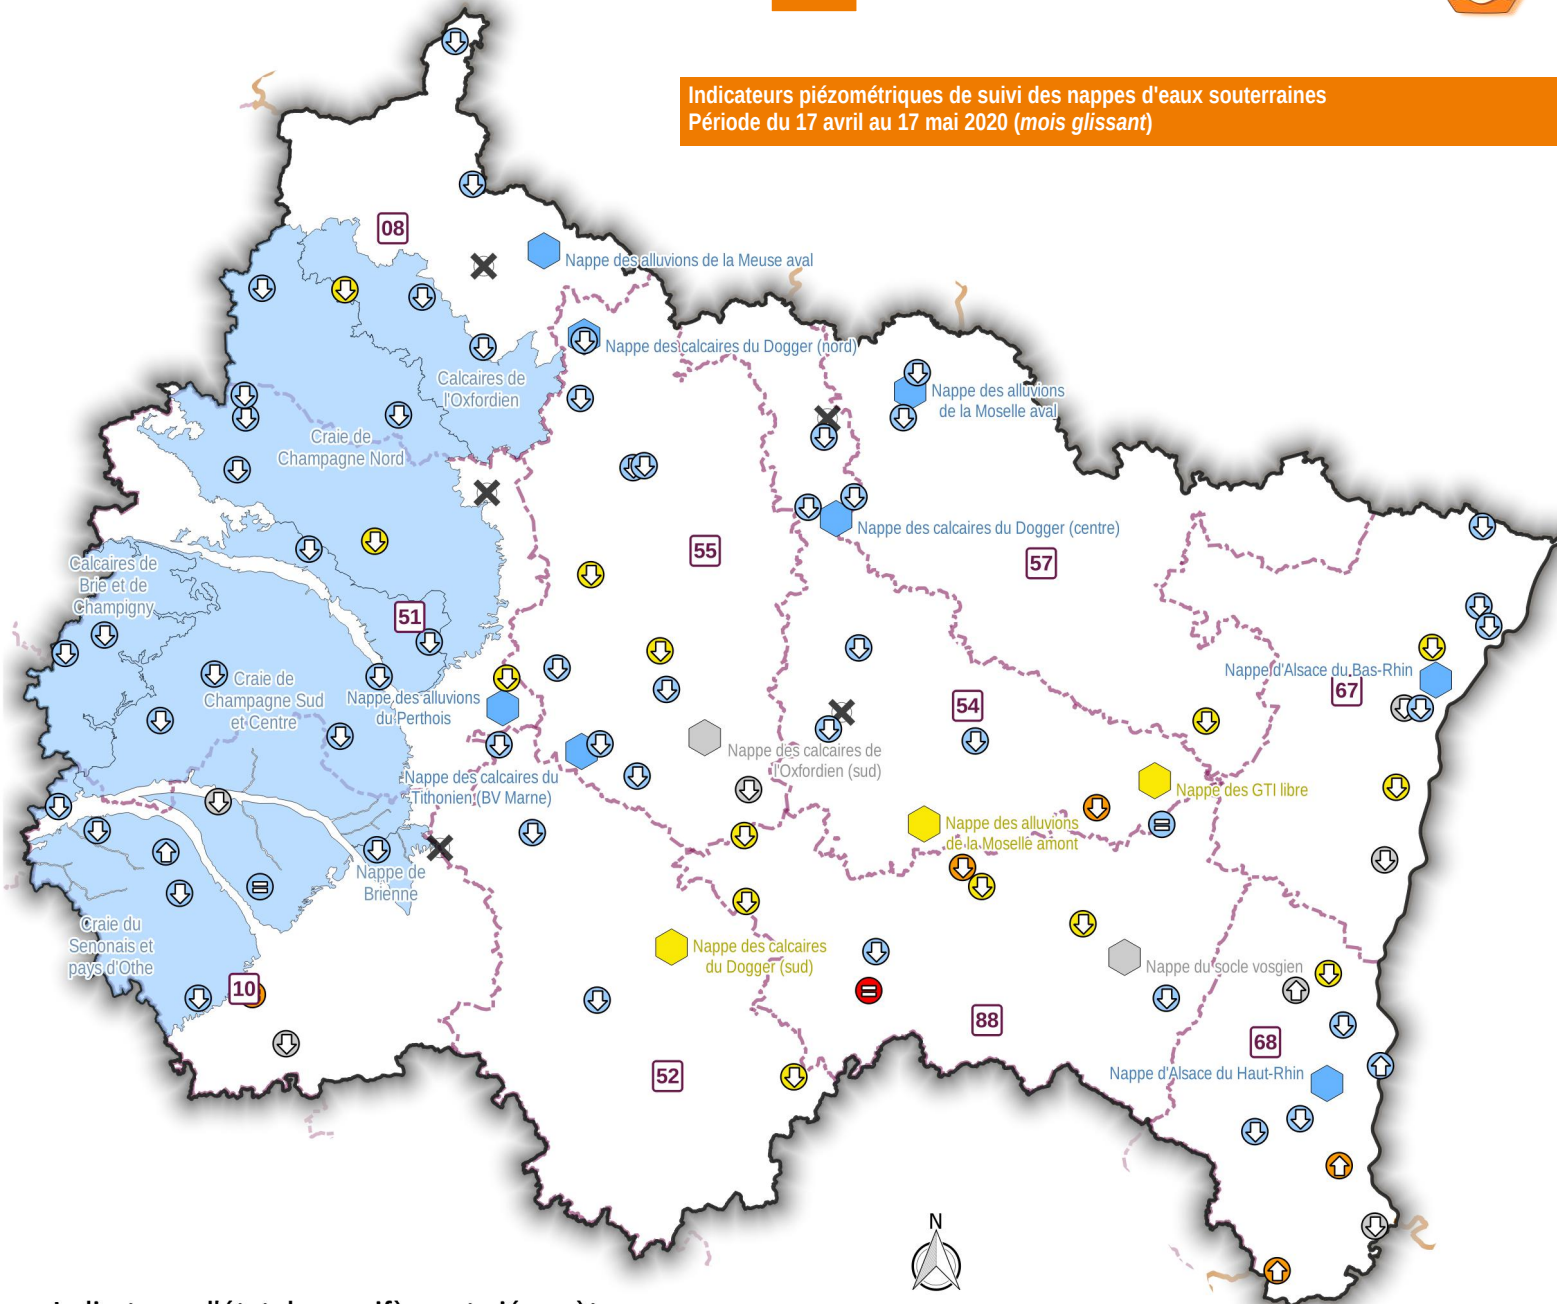 Indicateurs piézométriques de suivi des nappes d'eaux souterraines
Période du 17 avril au 17 mai 2020 (mois glissant)
08
Nappe des alluvions de la Meuse aval
Nappe des calcaires du Dogger (nord)
Calcaires de
l'Oxfordien
Nappe des alluvions
de la Moselle aval
Craie de
Champagne Nord
Nappe des calcaires du Dogger (centre)
55
57
Calcaires de
Brie et de
Champigny
51
Nappe d'Alsace du Bas-Rhin
67
Craie de
Champagne Sud
et Centre
Nappe des alluvions
du Perthois
54
Nappe des calcaires de
l'Oxfordien (sud)
Nappe des calcaires du
Tithonien (BV Marne)
Nappe des GTI libre
Nappe des alluvions
de la Moselle amont
Nappe de
Brienne
Craie du
Senonais et
pays d'Othe
Nappe des calcaires
du Dogger (sud)
Nappe du socle vosgien
10
88
68
52
Nappe d'Alsace du Haut-Rhin
N